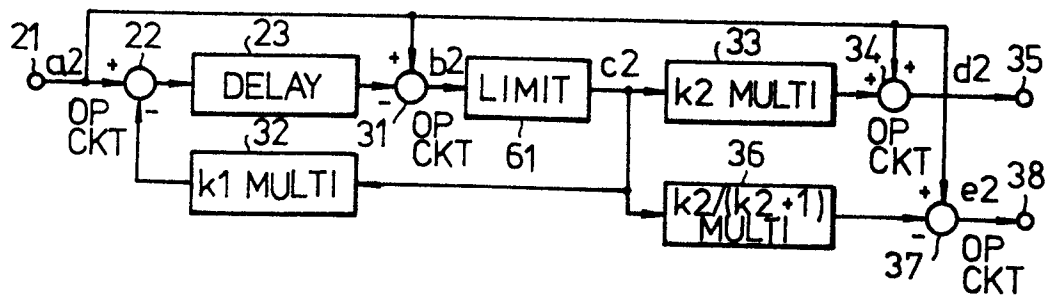 21
a2
+
22
-
OP
CKT
23
DELAY
32
k1 MULTI
+
-
31
b2
OP
CKT
LIMIT
61
c2
33
k2 MULTI
36
k2/(k2+1)
MULTI
34
+
+
d2
35
OP
CKT
+
-
37
e2
38
OP
CKT